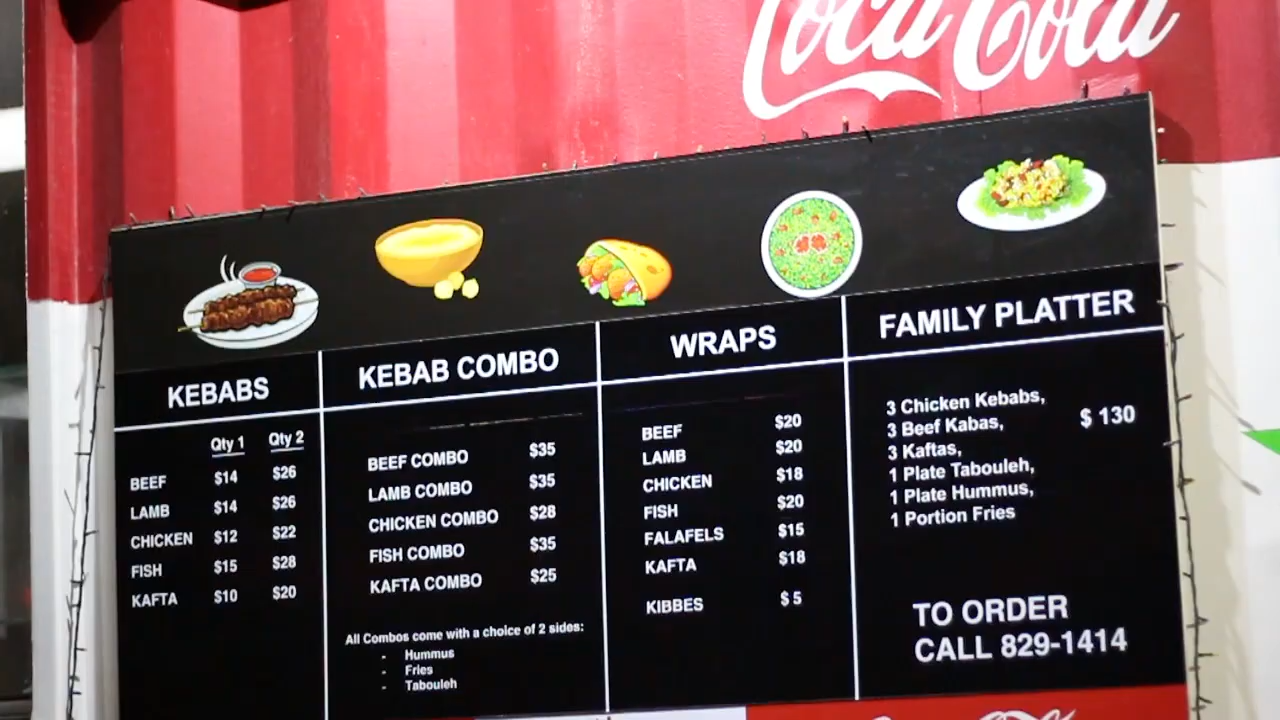 Coca Cola
KEBABS
Qty 1 Qty 2
BEEF $14 $26
LAMB $14 $26
CHICKEN $12 $22
FISH $15 $28
KAFTA $10 $20
KEBAB COMBO
BEEF COMBO $35
LAMB COMBO $35
CHICKEN COMBO $28
FISH COMBO $35
KAFTA COMBO $25
All Combos come with a choice of 2 sides:
- Hummus
- Fries
- Tabouleh
WRAPS
BEEF $20
LAMB $20
CHICKEN $18
FISH $20
FALAFELS $15
KAFTA $18
KIBBES $ 5
FAMILY PLATTER
3 Chicken Kebabs,
3 Beef Kabas, $ 130
3 Kaftas,
1 Plate Tabouleh,
1 Plate Hummus,
1 Portion Fries
TO ORDER
CALL 829-1414